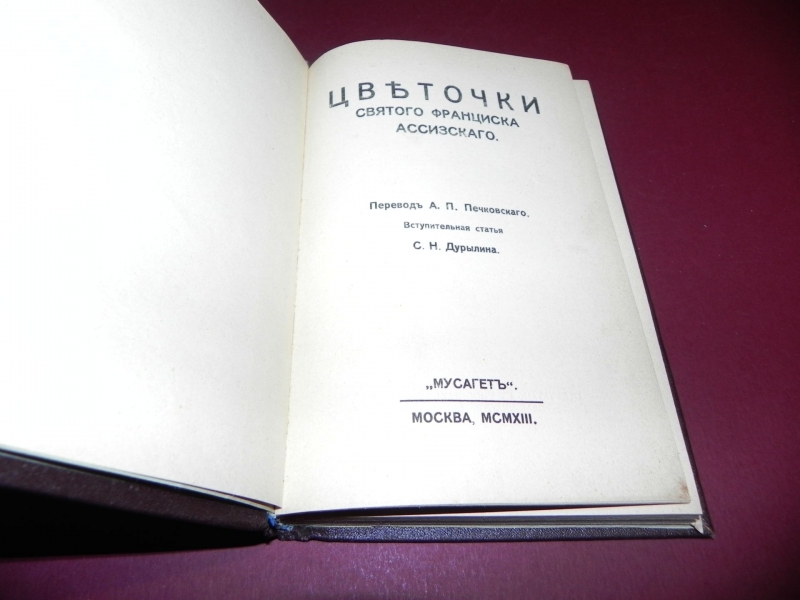 ЦВѢТОЧКИ
СВЯТОГО ФРАНЦИСКА
АССИЗСКАГО.
Переводъ А. П. Печковскаго.
Вступительная статья
С. Н. Дурылина.
„МУСАГЕТЪ“.
МОСКВА, MCMXIII.